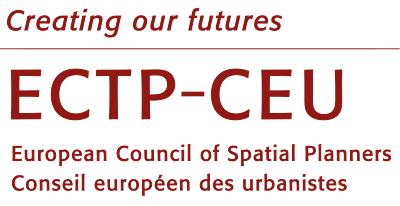 Creating our futures
ECTP–CEU
European Council of Spatial Planners
Conseil européen des urbanistes